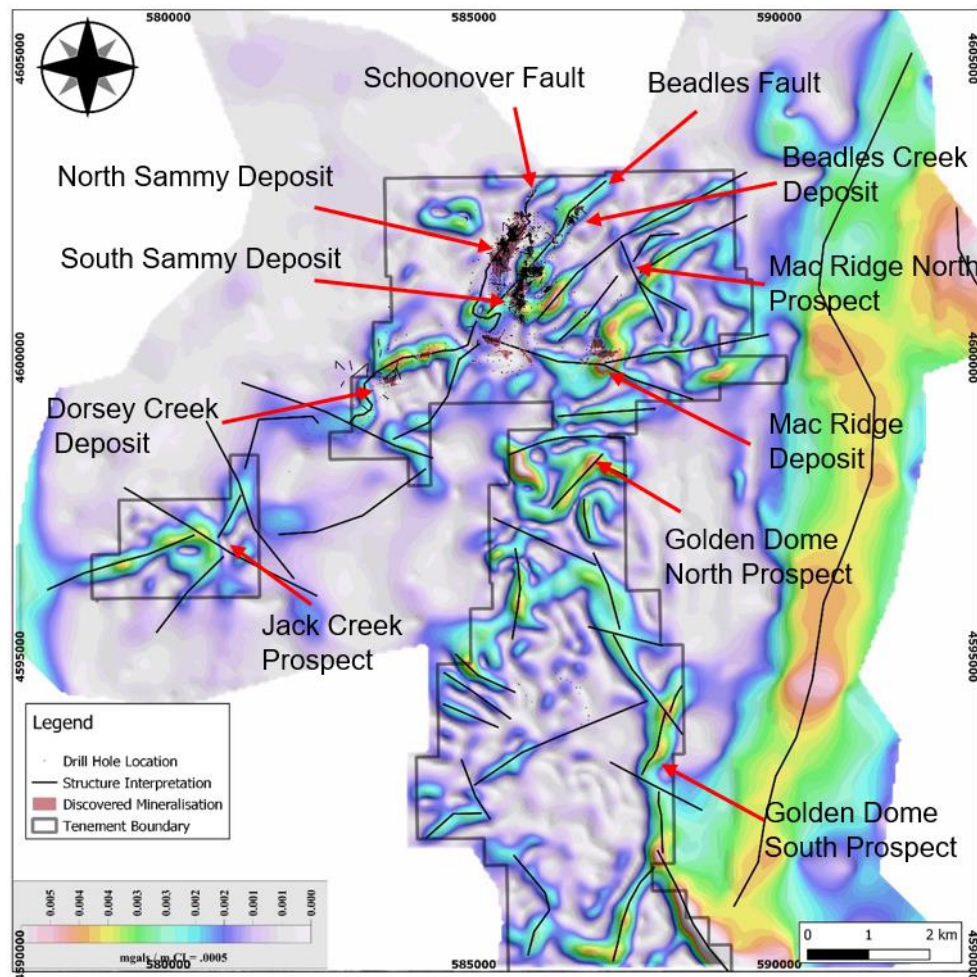 580000
585000
590000
4605000
4605000
Schoonover Fault
Beadles Fault
North Sammy Deposit
Beadles Creek
Deposit
South Sammy Deposit
Mac Ridge North
Prospect
4600000
4600000
Dorsey Creek
Deposit
Mac Ridge
Deposit
Golden Dome
North Prospect
Jack Creek
Prospect
4595000
4595000
Legend
Drill Hole Location
Structure Interpretation
Discovered Mineralisation
Tenement Boundary
Golden Dome
South Prospect
0.005
0.004
0.004
0.003
0.003
0.002
0.002
0.001
0.001
0.000
mgals / m CI = .0005
0 1 2 km
4590000
580000
585000
590000